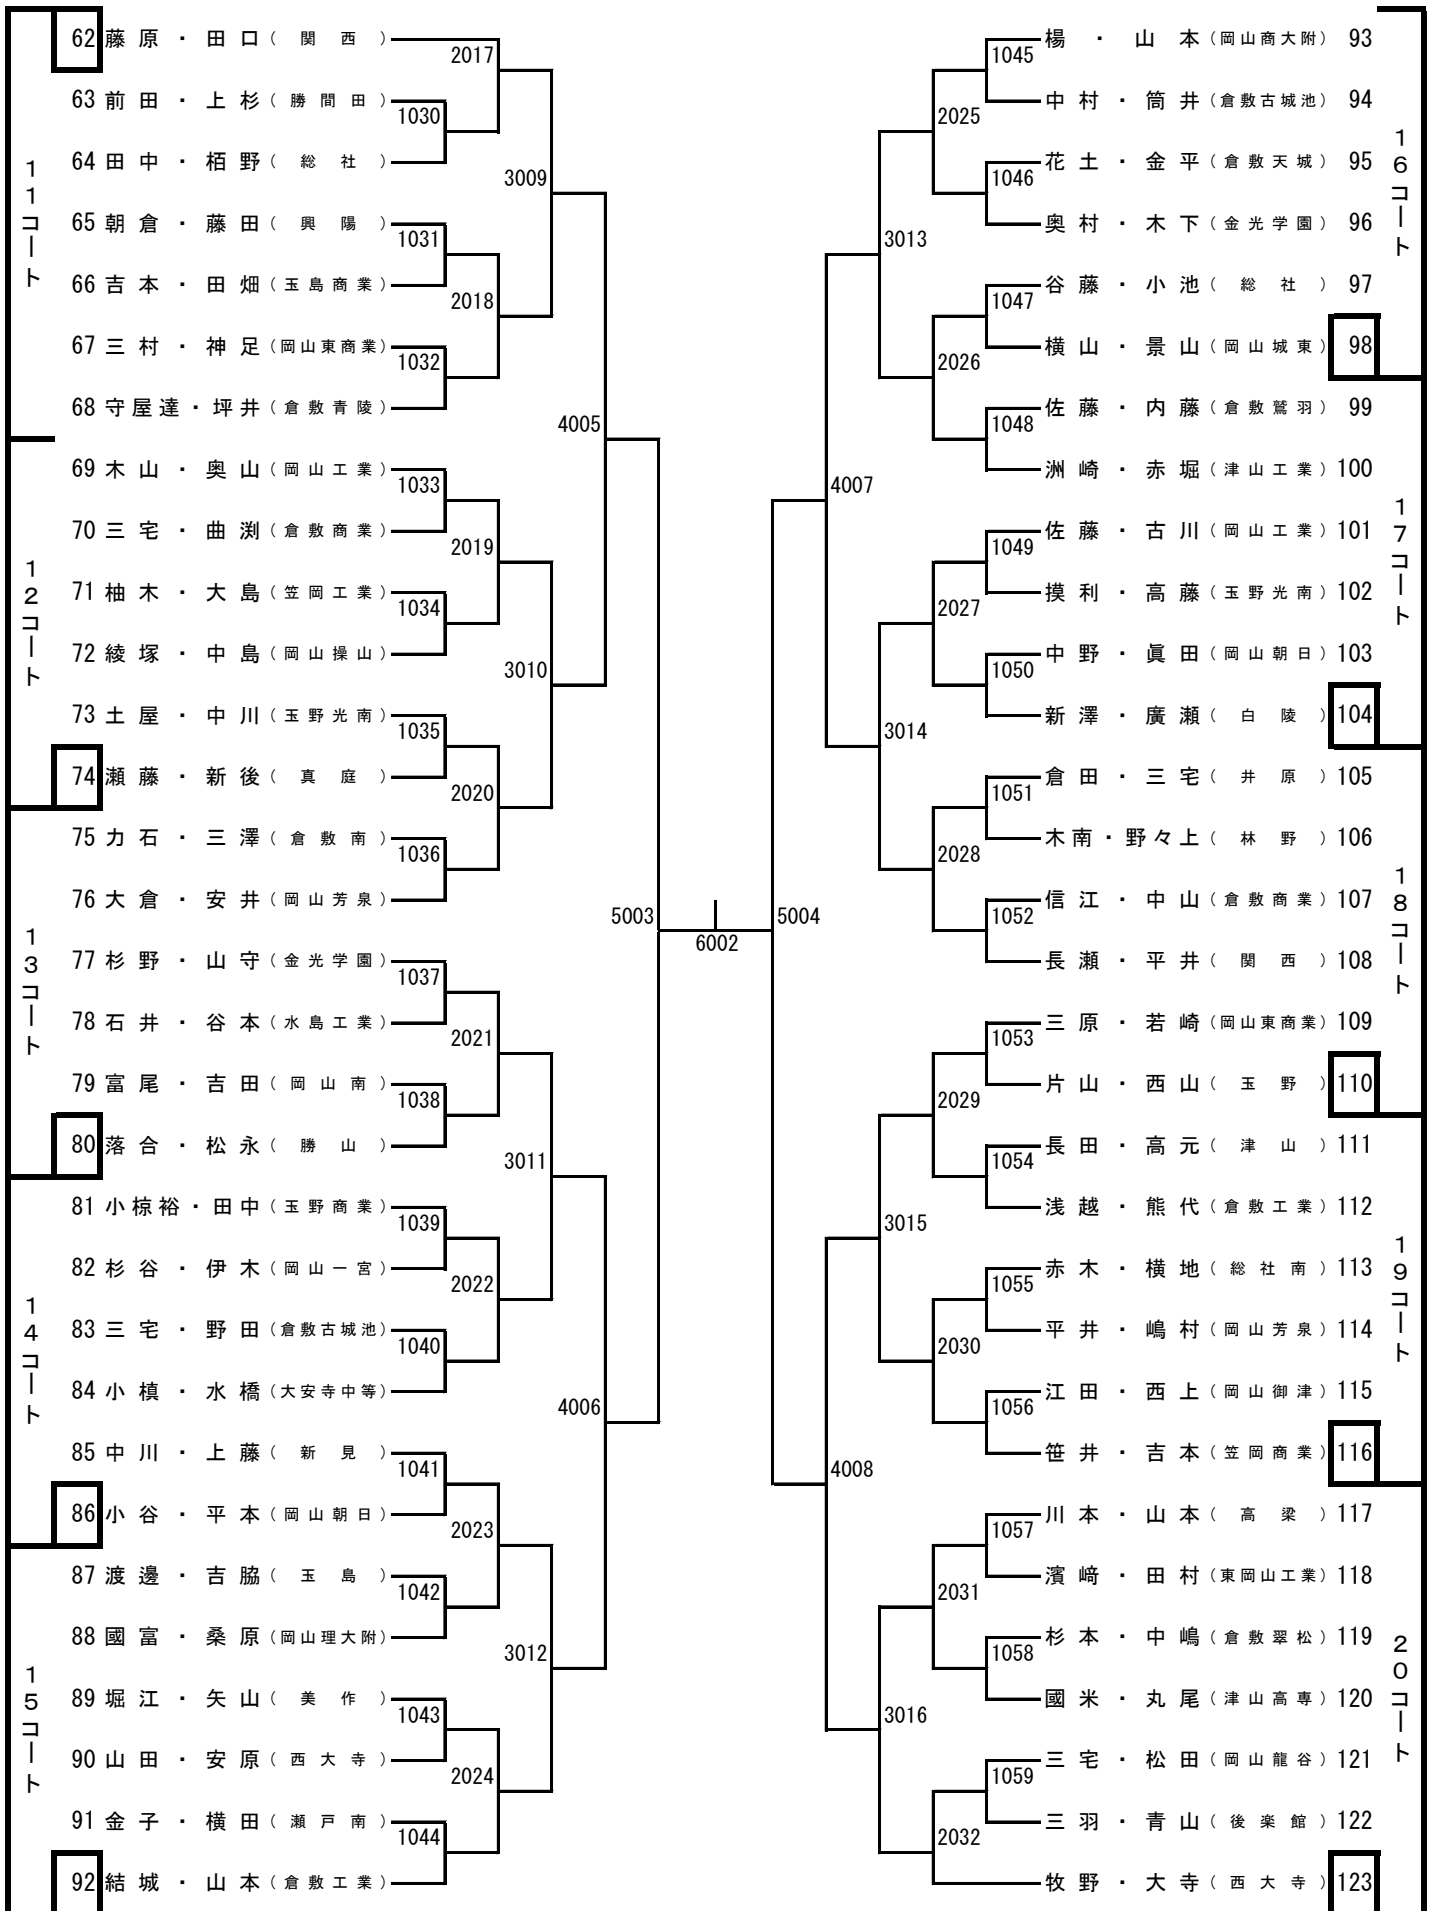 11コート
62 藤原・田口(関西)
63 前田・上杉(勝間田)
64 田中・栢野(総社)
65 朝倉・藤田(興陽)
66 吉本・田畑(玉島商業)
67 三村・神足(岡山東商業)
68 守屋達・坪井(倉敷青陵)
12コート
69 木山・奥山(岡山工業)
70 三宅・曲渕(倉敷商業)
71 柚木・大島(笠岡工業)
72 綾塚・中島(岡山操山)
73 土屋・中川(玉野光南)
74 瀬藤・新後(真庭)
13コート
75 力石・三澤(倉敷南)
76 大倉・安井(岡山芳泉)
77 杉野・山守(金光学園)
78 石井・谷本(水島工業)
79 富尾・吉田(岡山南)
80 落合・松永(勝山)
14コート
81 小椋裕・田中(玉野商業)
82 杉谷・伊木(岡山一宮)
83 三宅・野田(倉敷古城池)
84 小槙・水橋(大安寺中等)
85 中川・上藤(新見)
86 小谷・平本(岡山朝日)
15コート
87 渡邊・吉脇(玉島)
88 國富・桑原(岡山理大附)
89 堀江・矢山(美作)
90 山田・安原(西大寺)
91 金子・横田(瀬戸南)
92 結城・山本(倉敷工業)
1030
1031
1032
1033
1034
1035
1036
1037
1038
1039
1040
1041
1042
1043
1044
2017
2018
2019
2020
2021
2022
2023
2024
3009
3010
3011
3012
4005
4006
5003
6002
5004
4007
4008
3013
3014
3015
3016
2025
2026
2027
2028
2029
2030
2031
2032
1045
1046
1047
1048
1049
1050
1051
1052
1053
1054
1055
1056
1057
1058
1059
楊・山本(岡山商大附) 93
中村・筒井(倉敷古城池) 94
花土・金平(倉敷天城) 95
奥村・木下(金光学園) 96
谷藤・小池(総社) 97
横山・景山(岡山城東) 98
16コート
佐藤・内藤(倉敷鷲羽) 99
洲崎・赤堀(津山工業) 100
佐藤・古川(岡山工業) 101
摸利・高藤(玉野光南) 102
中野・眞田(岡山朝日) 103
新澤・廣瀬(白陵) 104
17コート
倉田・三宅(井原) 105
木南・野々上(林野) 106
信江・中山(倉敷商業) 107
長瀬・平井(関西) 108
三原・若崎(岡山東商業) 109
片山・西山(玉野) 110
18コート
長田・高元(津山) 111
浅越・熊代(倉敷工業) 112
赤木・横地(総社南) 113
平井・嶋村(岡山芳泉) 114
江田・西上(岡山御津) 115
笹井・吉本(笠岡商業) 116
19コート
川本・山本(高梁) 117
濱﨑・田村(東岡山工業) 118
杉本・中嶋(倉敷翠松) 119
國米・丸尾(津山高専) 120
三宅・松田(岡山龍谷) 121
三羽・青山(後楽館) 122
牧野・大寺(西大寺) 123
20コート